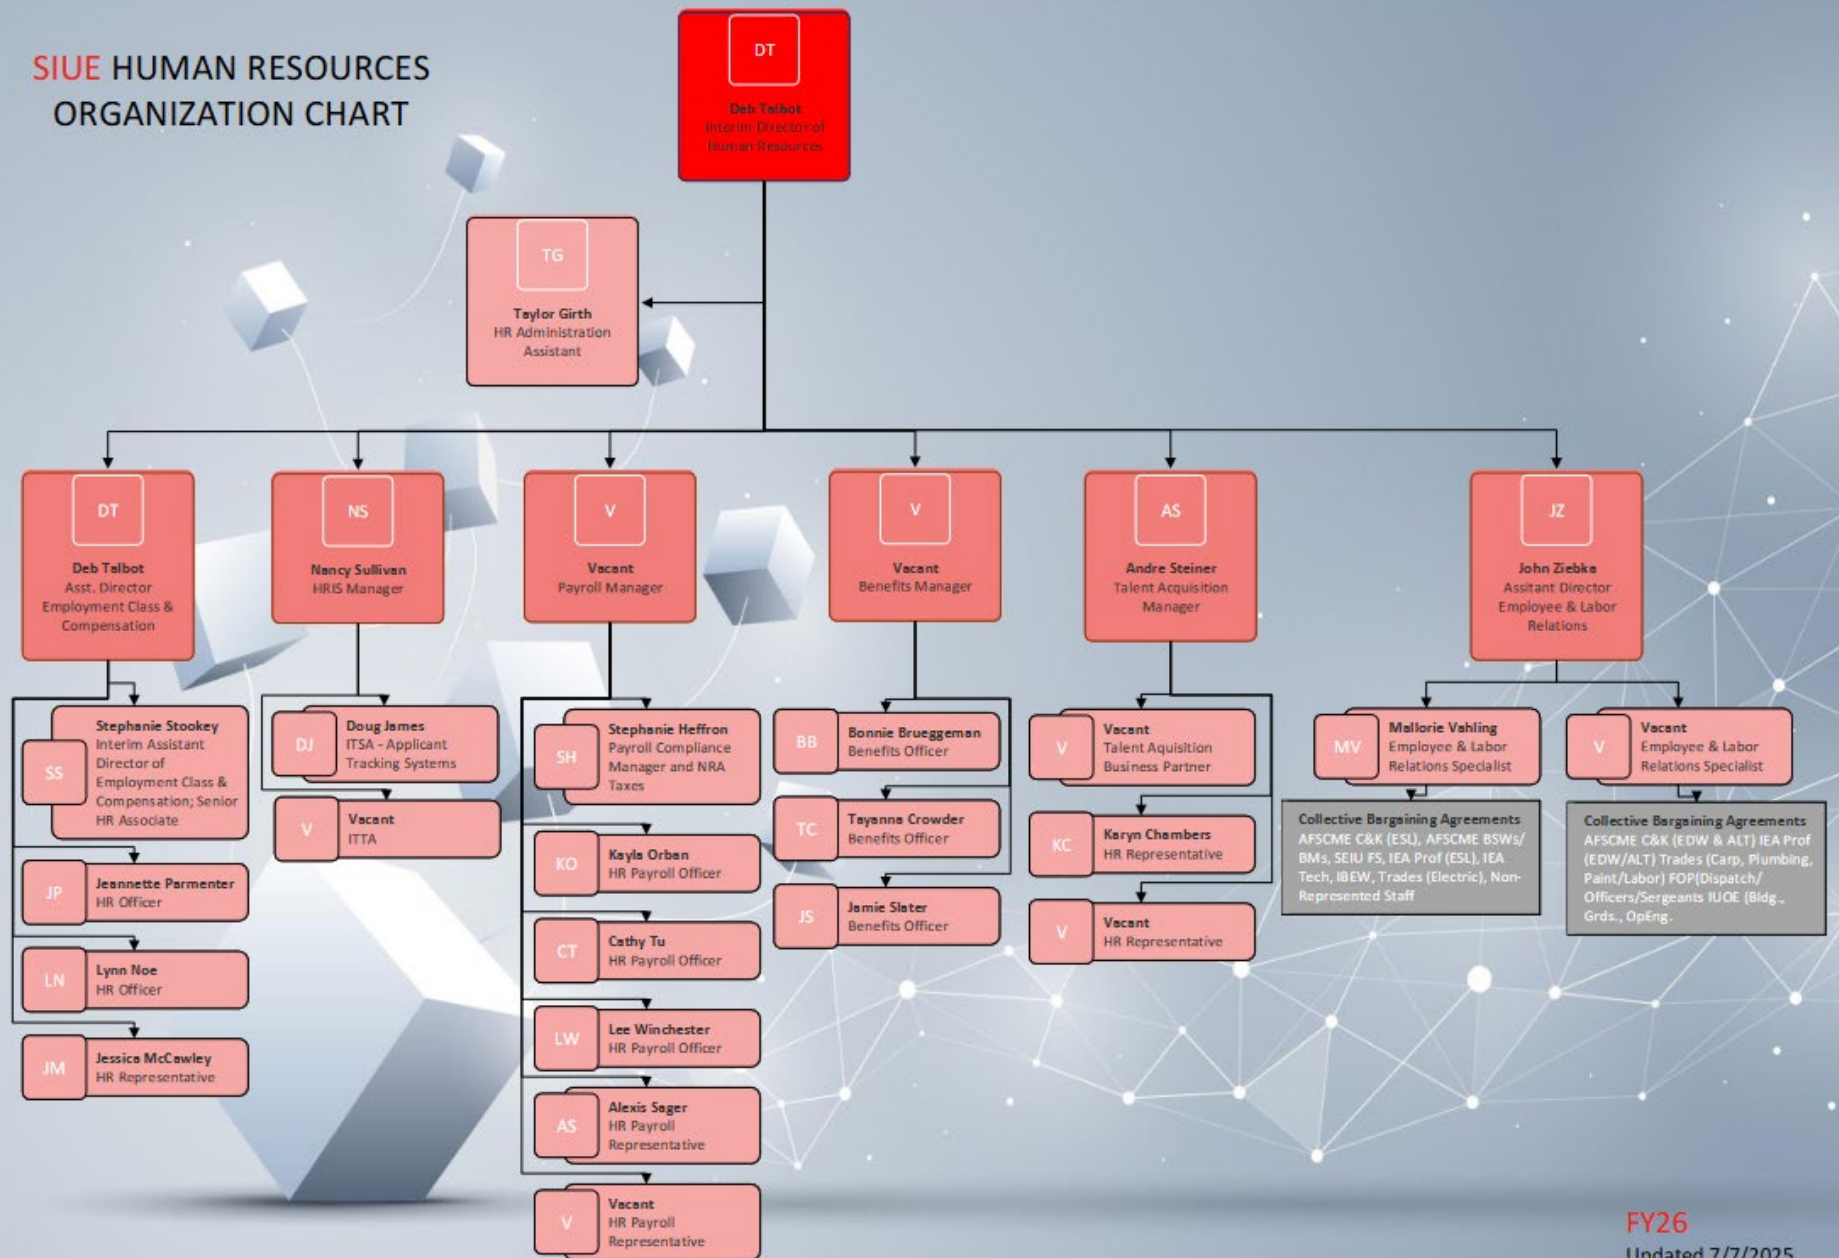 SIUE HUMAN RESOURCES
ORGANIZATION CHART
DT
Deb Talbot
Interim Director of
Human Resources
TG
Taylor Girth
HR Administration
Assistant
DT
Deb Talbot
Asst. Director
Employment Class &
Compensation
NS
Nancy Sullivan
HRIS Manager
V
Vacant
Payroll Manager
V
Vacant
Benefits Manager
AS
Andre Steiner
Talent Acquisition
Manager
JZ
John Ziebka
Assitant Director
Employee & Labor
Relations
SS
Stephanie Stookey
Interim Assistant
Director of
Employment Class &
Compensation; Senior
HR Associate
JP
Jeannette Parmenter
HR Officer
LN
Lynn Noe
HR Officer
JM
Jessica McCawley
HR Representative
DJ
Doug James
ITSA - Applicant
Tracking Systems
V
Vacant
ITTA
SH
Stephanie Heffron
Payroll Compliance
Manager and NRA
Taxes
KO
Kayla Orban
HR Payroll Officer
CT
Cathy Tu
HR Payroll Officer
LW
Lee Winchester
HR Payroll Officer
AS
Alexis Sager
HR Payroll
Representative
V
Vacant
HR Payroll
Representative
BB
Bonnie Brueggeman
Benefits Officer
TC
Tayanna Crowder
Benefits Officer
JS
Jamie Slater
Benefits Officer
V
Vacant
Talent Aquisition
Business Partner
KC
Karyn Chambers
HR Representative
V
Vacant
HR Representative
MV
Mallorie Vahling
Employee & Labor
Relations Specialist
Collective Bargaining Agreements
AFSCME C&K (ESL), AFSCME BSWs/
BMs, SEIU FS, IEA Prof (ESL), IEA
Tech, IBEW, Trades (Electric), Non-
Represented Staff
V
Vacant
Employee & Labor
Relations Specialist
Collective Bargaining Agreements
AFSCME C&K (EDW & ALT) IEA Prof
(EDW/ALT) Trades (Carp, Plumbing,
Paint/Labor) FOP(Dispatch/
Officers/Sergeants IUOE (Bldg.,
Grds., OpEng.
FY26
Updated 7/7/2025